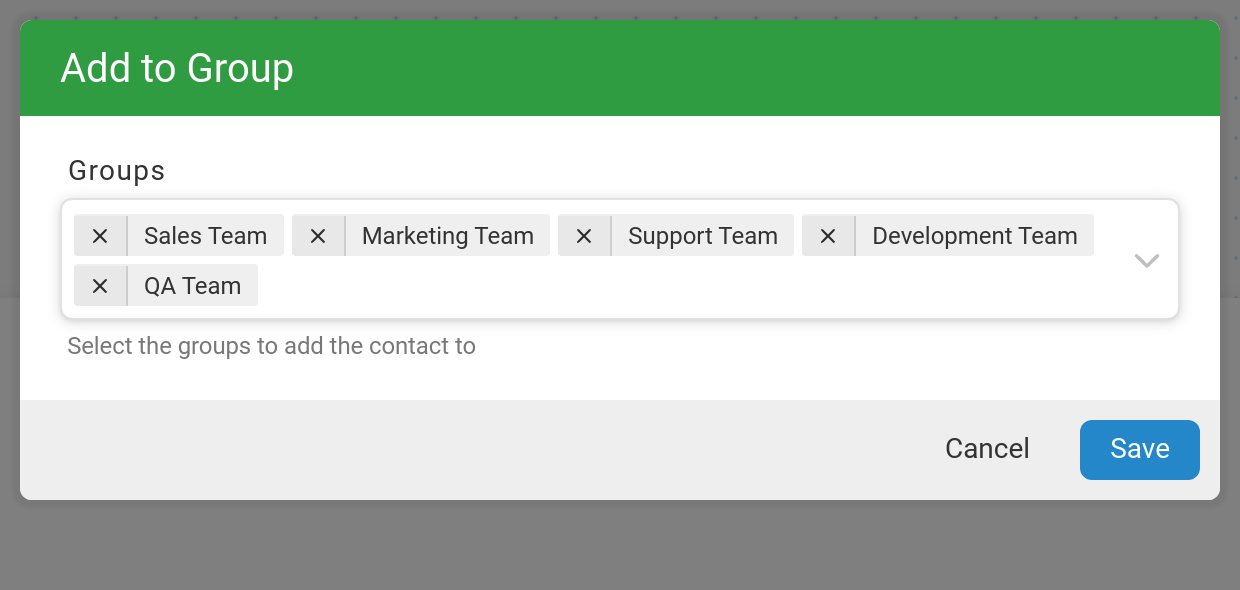 Add to Group
Groups
Sales Team Marketing Team Support Team Development Team
QA Team
Select the groups to add the contact to
Cancel Save